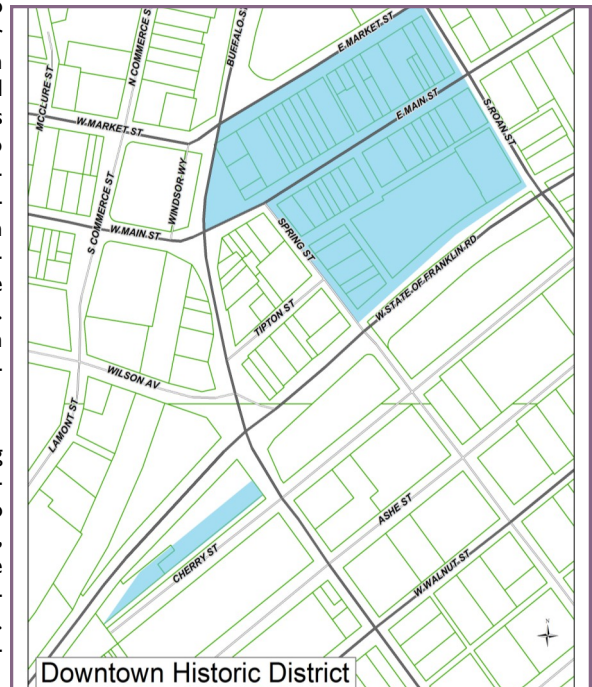 N COMMERCE S
BUFFALO S
E MARKET ST
MCCLURE ST
E MAIN ST
S ROAN ST
W MARKET ST
WINDSOR WY
S COMMERCE ST
W MAIN ST
SPRING ST
W STATE OF FRANKLIN RD
TIPTON ST
WILSON AV
LAMONT ST
ASHE ST
CHERRY ST
W WALNUT ST
N
Downtown Historic District